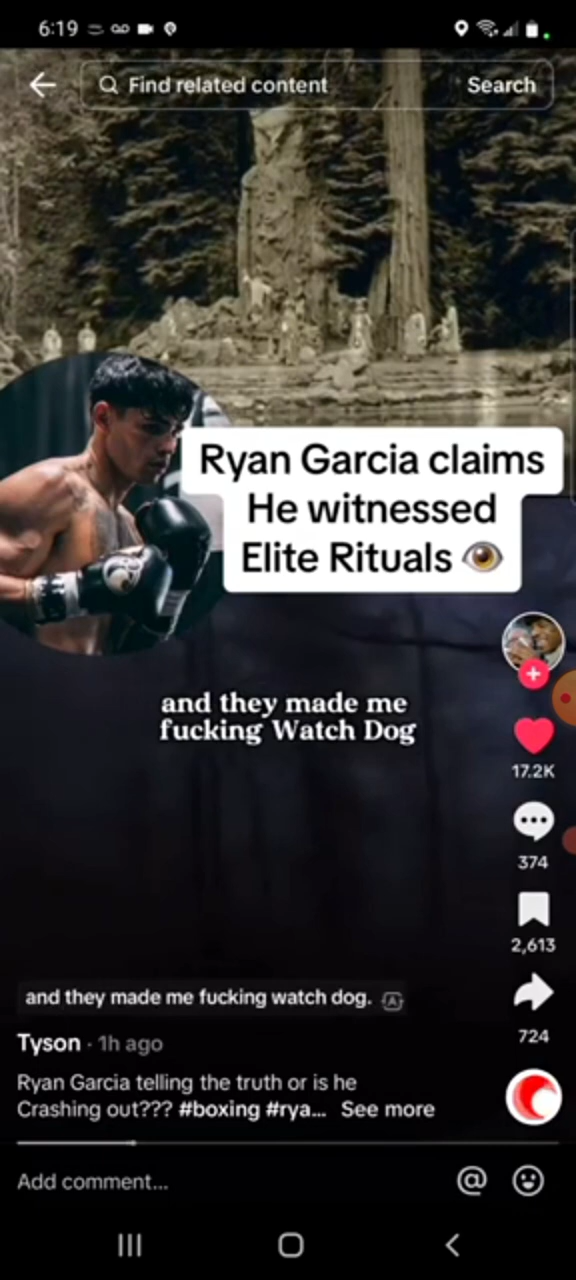 6:19
Find related content
Search
Ryan Garcia claims
He witnessed
Elite Rituals 👁️
and they made me
fucking Watch Dog
17.2K
374
2,613
724
and they made me fucking watch dog.
Tyson · 1h ago
Ryan Garcia telling the truth or is he
Crashing out??? #boxing #rya... See more
Add comment...